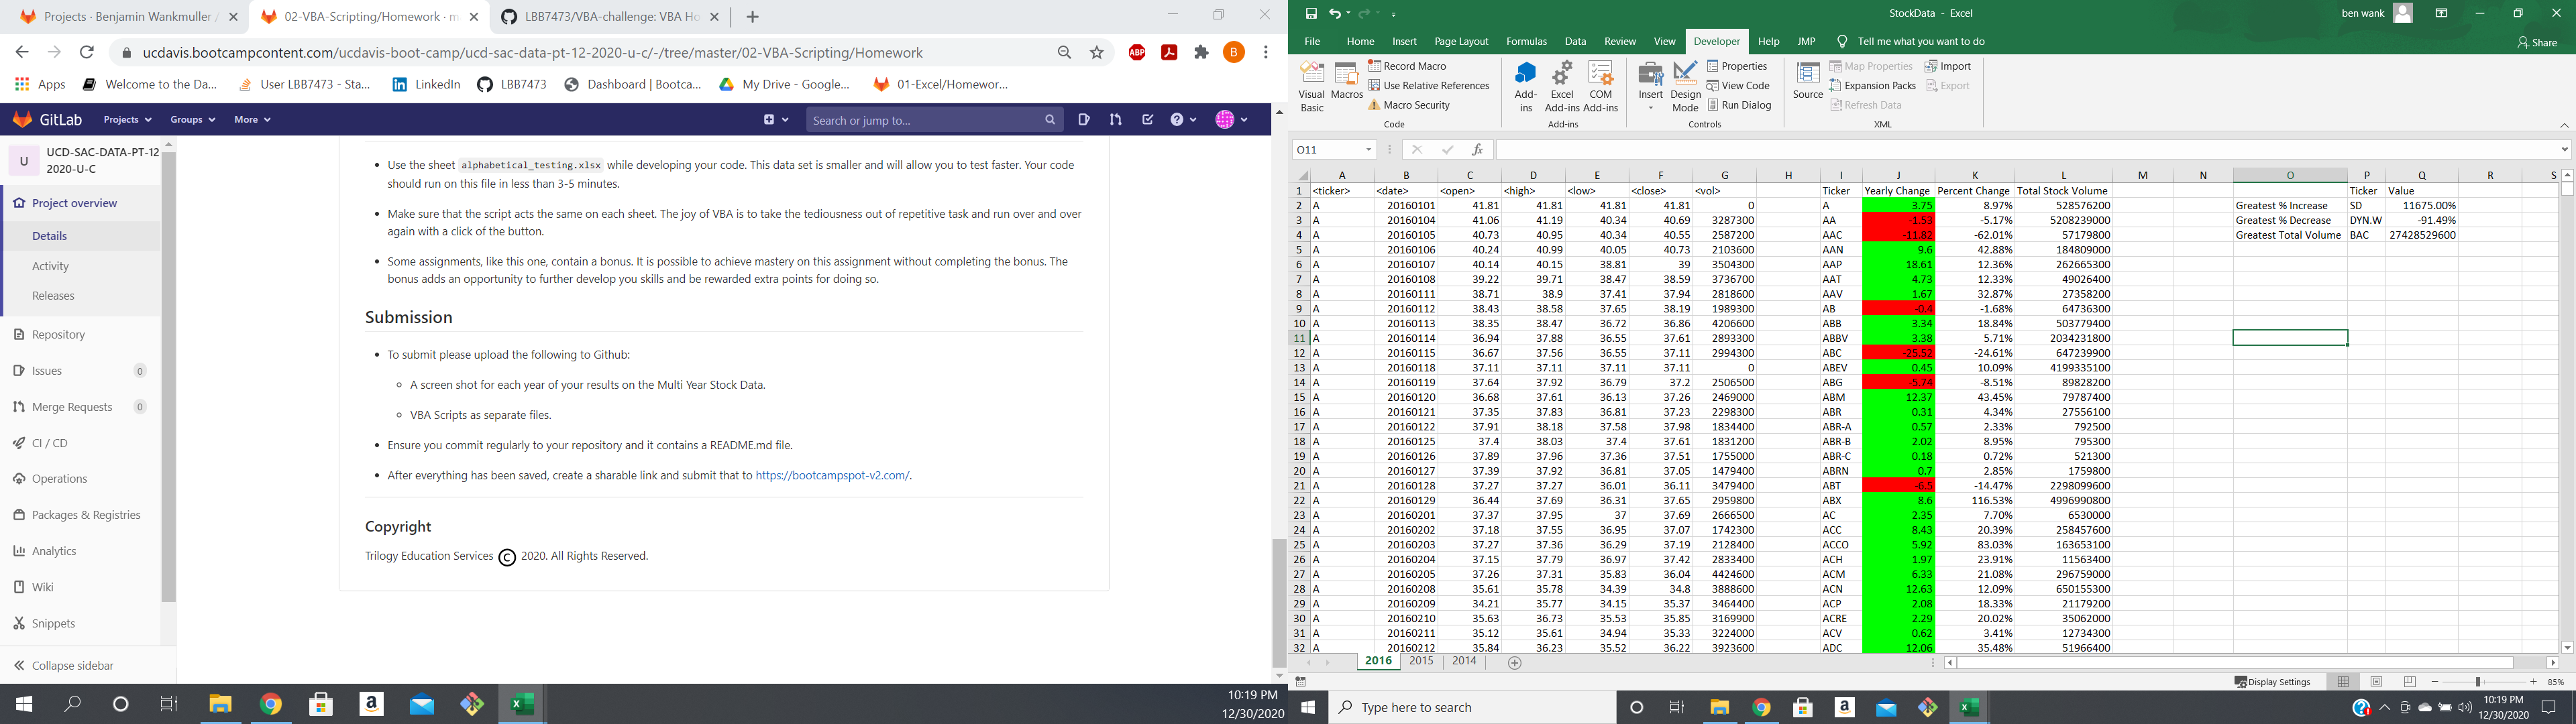 Projects · Benjamin Wankmuller /
02-VBA-Scripting/Homework · m
LBB7473/VBA-challenge: VBA Ho
ucdavis.bootcampcontent.com/ucdavis-boot-camp/ucd-sac-data-pt-12-2020-u-c/-/tree/master/02-VBA-Scripting/Homework
ABP
B
Apps
Welcome to the Da...
User LBB7473 - Sta...
LinkedIn
LBB7473
Dashboard | Bootca...
My Drive - Google...
01-Excel/Homewor...
GitLab
Projects
Groups
More
Search or jump to...
U
UCD-SAC-DATA-PT-12
2020-U-C
Project overview
Details
Activity
Releases
Repository
Issues 0
Merge Requests 0
CI / CD
Operations
Packages & Registries
Analytics
Wiki
Snippets
Collapse sidebar
• Use the sheet alphabetical_testing.xlsx while developing your code. This data set is smaller and will allow you to test faster. Your code
should run on this file in less than 3-5 minutes.
• Make sure that the script acts the same on each sheet. The joy of VBA is to take the tediousness out of repetitive task and run over and over
again with a click of the button.
• Some assignments, like this one, contain a bonus. It is possible to achieve mastery on this assignment without completing the bonus. The
bonus adds an opportunity to further develop you skills and be rewarded extra points for doing so.
Submission
• To submit please upload the following to Github:
A screen shot for each year of your results on the Multi Year Stock Data.
VBA Scripts as separate files.
• Ensure you commit regularly to your repository and it contains a README.md file.
• After everything has been saved, create a sharable link and submit that to https://bootcampspot-v2.com/.
Copyright
Trilogy Education Services © 2020. All Rights Reserved.
10:19 PM
12/30/2020
StockData - Excel
ben wank
File Home Insert Page Layout Formulas Data Review View Developer Help JMP Tell me what you want to do
Share
Visual Basic
Macros
Record Macro
Use Relative References
Macro Security
Code
Add-ins
Excel Add-ins
COM Add-ins
Add-ins
Insert
Design Mode
Properties
View Code
Run Dialog
Controls
Source
Map Properties
Expansion Packs
Refresh Data
Import
Export
XML
O11
fx
A B C D E F G H I J K L M N O P Q R S
1 <ticker> <date> <open> <high> <low> <close> <vol> Ticker Yearly Change Percent Change Total Stock Volume Ticker Value
2 A 20160101 41.81 41.81 41.81 41.81 0 A 3.75 8.97% 528576200 Greatest % Increase SD 11675.00%
3 A 20160104 41.06 41.19 40.34 40.69 3287300 AA -1.53 -5.17% 5208239000 Greatest % Decrease DYN.W -91.49%
4 A 20160105 40.73 40.95 40.34 40.55 2587200 AAC -11.82 -62.01% 57179800 Greatest Total Volume BAC 27428529600
5 A 20160106 40.24 40.99 40.05 40.73 2103600 AAN 9.6 42.88% 184809000
6 A 20160107 40.14 40.15 38.81 39 3504300 AAP 18.61 12.36% 262665300
7 A 20160108 39.22 39.71 38.47 38.59 3736700 AAT 4.73 12.33% 49026400
8 A 20160111 38.71 38.9 37.41 37.94 2818600 AAV 1.67 32.87% 27358200
9 A 20160112 38.43 38.58 37.65 38.19 1989300 AB -0.4 -1.68% 64736300
10 A 20160113 38.35 38.47 36.72 36.86 4206600 ABB 3.34 18.84% 503779400
11 A 20160114 36.94 37.88 36.55 37.61 2893300 ABBV 3.38 5.71% 2034231800
12 A 20160115 36.67 37.56 36.55 37.11 2994300 ABC -25.52 -24.61% 647239900
13 A 20160118 37.11 37.11 37.11 37.11 0 ABEV 0.45 10.09% 4199335100
14 A 20160119 37.64 37.92 36.79 37.2 2506500 ABG -5.74 -8.51% 89828200
15 A 20160120 36.68 37.61 36.13 37.26 2469000 ABM 12.37 43.45% 79787400
16 A 20160121 37.35 37.83 36.81 37.23 2298300 ABR 0.31 4.34% 27556100
17 A 20160122 37.91 38.18 37.58 37.98 1834400 ABR-A 0.57 2.33% 792500
18 A 20160125 37.4 38.03 37.4 37.61 1831200 ABR-B 2.02 8.95% 795300
19 A 20160126 37.89 37.96 37.36 37.51 1755000 ABR-C 0.18 0.72% 521300
20 A 20160127 37.39 37.92 36.81 37.05 1479400 ABRN 0.7 2.85% 1759800
21 A 20160128 37.27 37.27 36.01 36.11 3479400 ABT -6.5 -14.47% 2298099600
22 A 20160129 36.44 37.69 36.31 37.65 2959800 ABX 8.6 116.53% 4996990800
23 A 20160201 37.37 37.95 37 37.69 2666500 AC 2.35 7.70% 6530000
24 A 20160202 37.18 37.55 36.95 37.07 1742300 ACC 8.43 20.39% 258457600
25 A 20160203 37.27 37.36 36.29 37.19 2128400 ACCO 5.92 83.03% 163653100
26 A 20160204 37.15 37.79 36.97 37.42 2833400 ACH 1.97 23.91% 11563400
27 A 20160205 37.26 37.31 35.83 36.04 4424600 ACM 6.33 21.08% 296759000
28 A 20160208 35.61 35.78 34.39 34.8 3888600 ACN 12.63 12.09% 650155300
29 A 20160209 34.21 35.77 34.15 35.37 3464400 ACP 2.08 18.33% 21179200
30 A 20160210 35.63 36.73 35.53 35.85 3169900 ACRE 2.29 20.02% 35062000
31 A 20160211 35.12 35.61 34.94 35.33 3224000 ACV 0.62 3.41% 12734300
32 A 20160212 35.84 36.23 35.52 36.22 3923600 ADC 12.06 35.48% 51966400
2016 2015 2014
Display Settings
85%
Type here to search
10:19 PM
12/30/2020